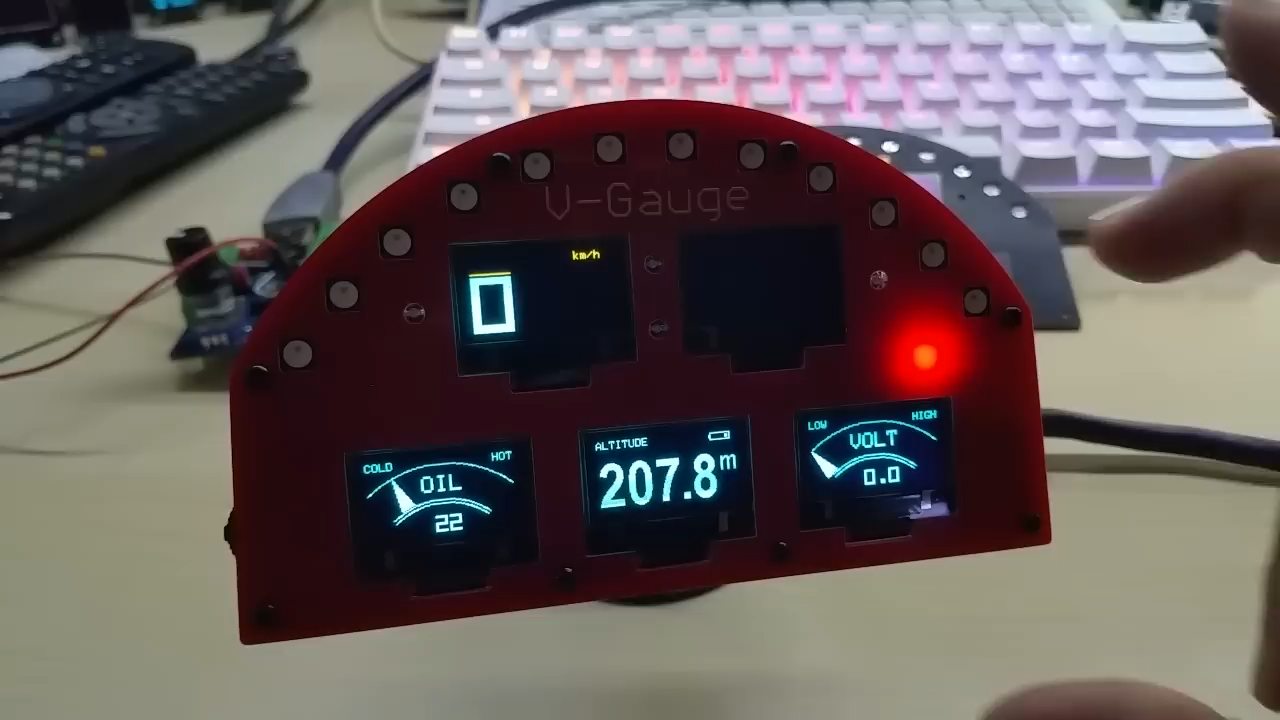 V-Gauge
km/h
0
COLD HOT
OIL
22
ALTITUDE
207.8m
LOW HIGH
VOLT
0.0